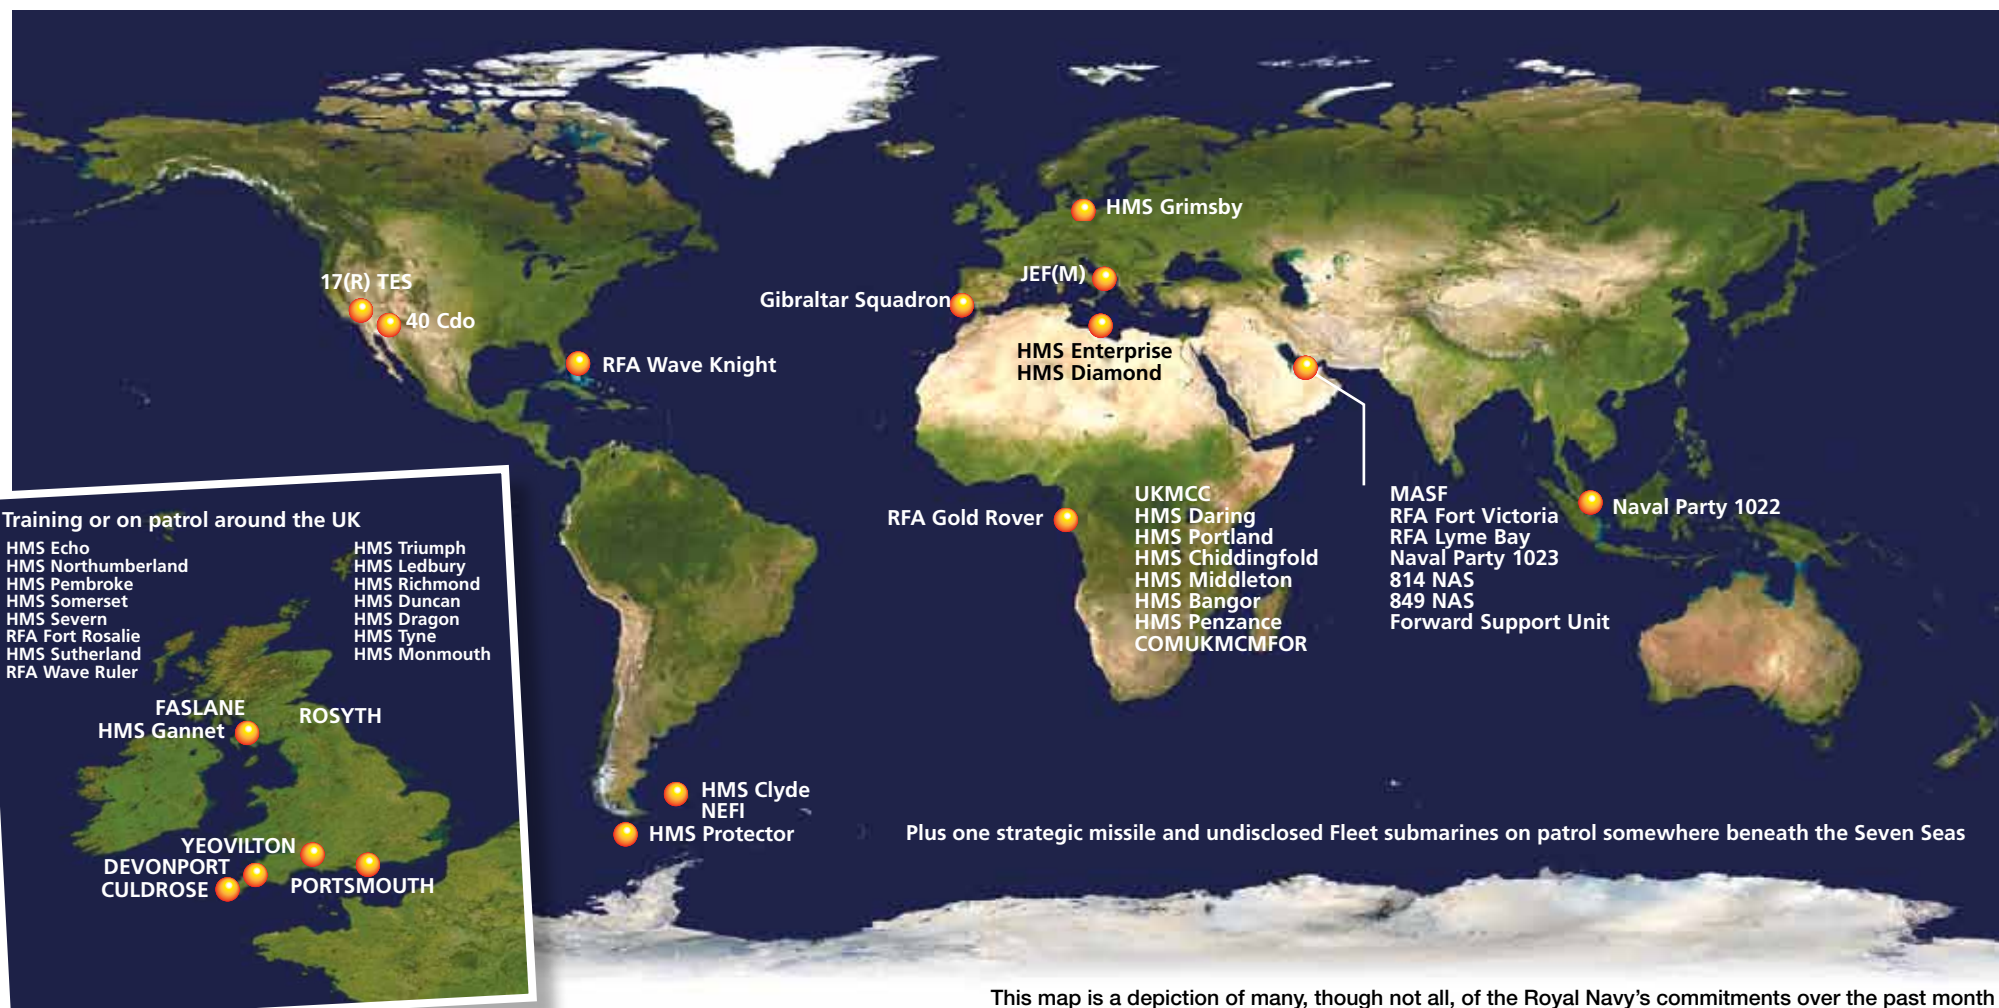 HMS Grimsby
17(R) TES
JEF(M)
Gibraltar Squadron
40 Cdo
HMS Enterprise
HMS Diamond
RFA Wave Knight
UKMCC
HMS Daring
HMS Portland
HMS Chiddingfold
HMS Middleton
HMS Bangor
HMS Penzance
COMUKMCMFOR
MASF
RFA Fort Victoria
RFA Lyme Bay
Naval Party 1023
814 NAS
849 NAS
Forward Support Unit
Naval Party 1022
RFA Gold Rover
Training or on patrol around the UK
HMS Echo
HMS Northumberland
HMS Pembroke
HMS Somerset
HMS Severn
RFA Fort Rosalie
HMS Sutherland
RFA Wave Ruler
HMS Triumph
HMS Ledbury
HMS Richmond
HMS Duncan
HMS Dragon
HMS Tyne
HMS Monmouth
FASLANE
HMS Gannet
ROSYTH
YEOVILTON
DEVONPORT
CULDROSE
PORTSMOUTH
HMS Clyde
NEFI
HMS Protector
Plus one strategic missile and undisclosed Fleet submarines on patrol somewhere beneath the Seven Seas
This map is a depiction of many, though not all, of the Royal Navy's commitments over the past month